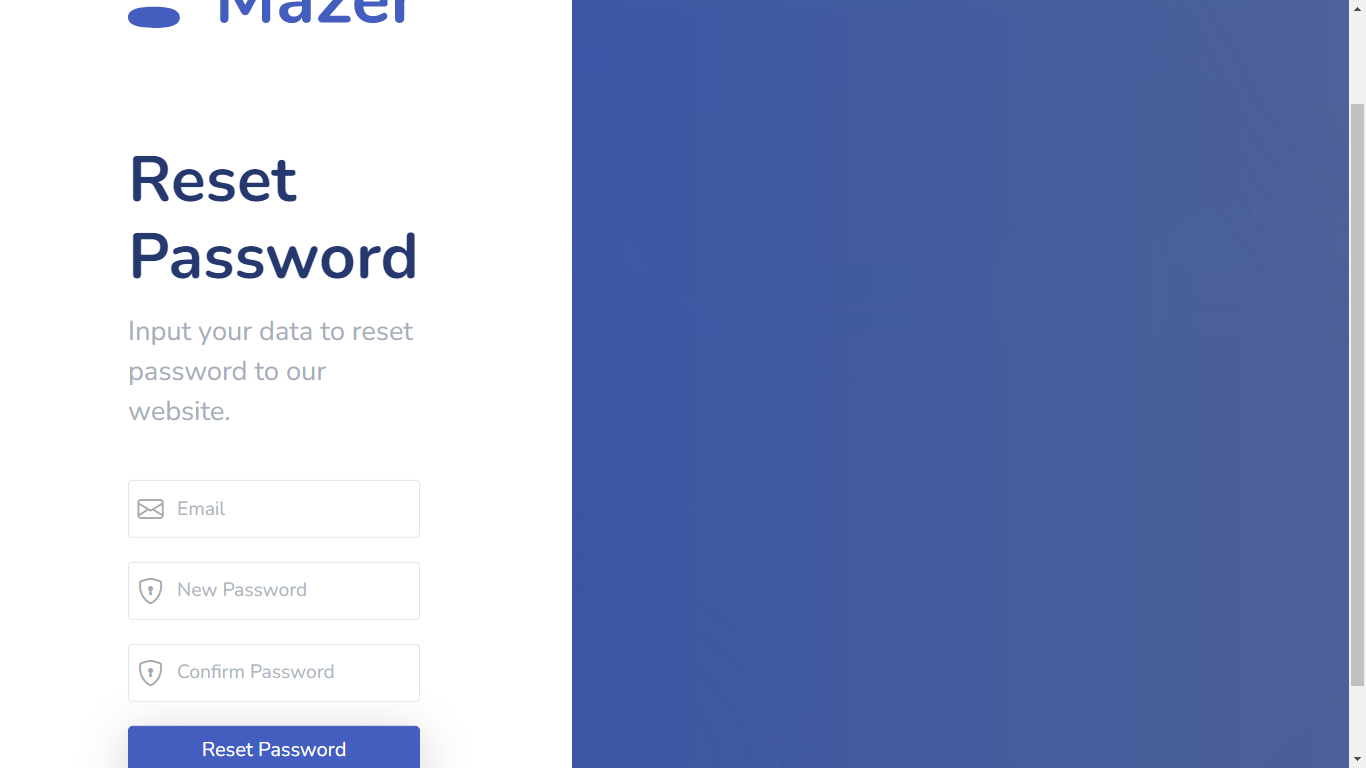 Mazer
Reset
Password
Input your data to reset
password to our
website.
Email
New Password
Confirm Password
Reset Password